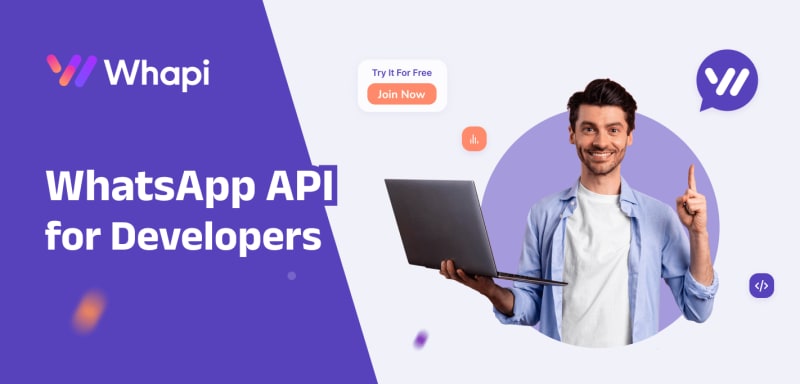 Whapi
WhatsApp API
for Developers
Try It For Free
Join Now
</>